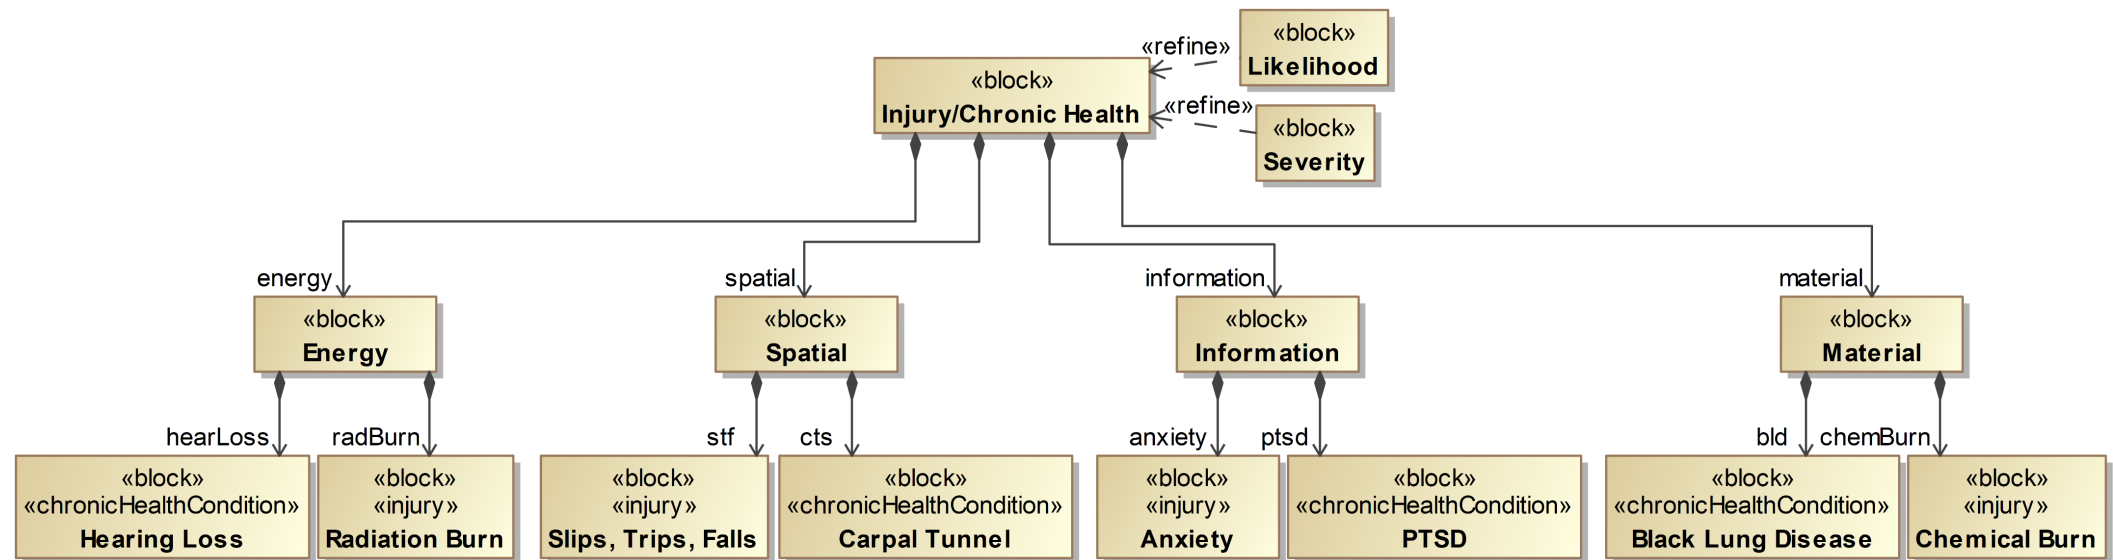 «block»
Likelihood
«refine»
«block»
Injury/Chronic Health
«refine»
«block»
Severity
energy
spatial
information
material
«block»
Energy
«block»
Spatial
«block»
Information
«block»
Material
hearLoss
radBurn
stf
cts
anxiety
ptsd
bld
chemBurn
«block»
«chronicHealthCondition»
Hearing Loss
«block»
«injury»
Radiation Burn
«block»
«injury»
Slips, Trips, Falls
«block»
«chronicHealthCondition»
Carpal Tunnel
«block»
«injury»
Anxiety
«block»
«chronicHealthCondition»
PTSD
«block»
«chronicHealthCondition»
Black Lung Disease
«block»
«injury»
Chemical Burn